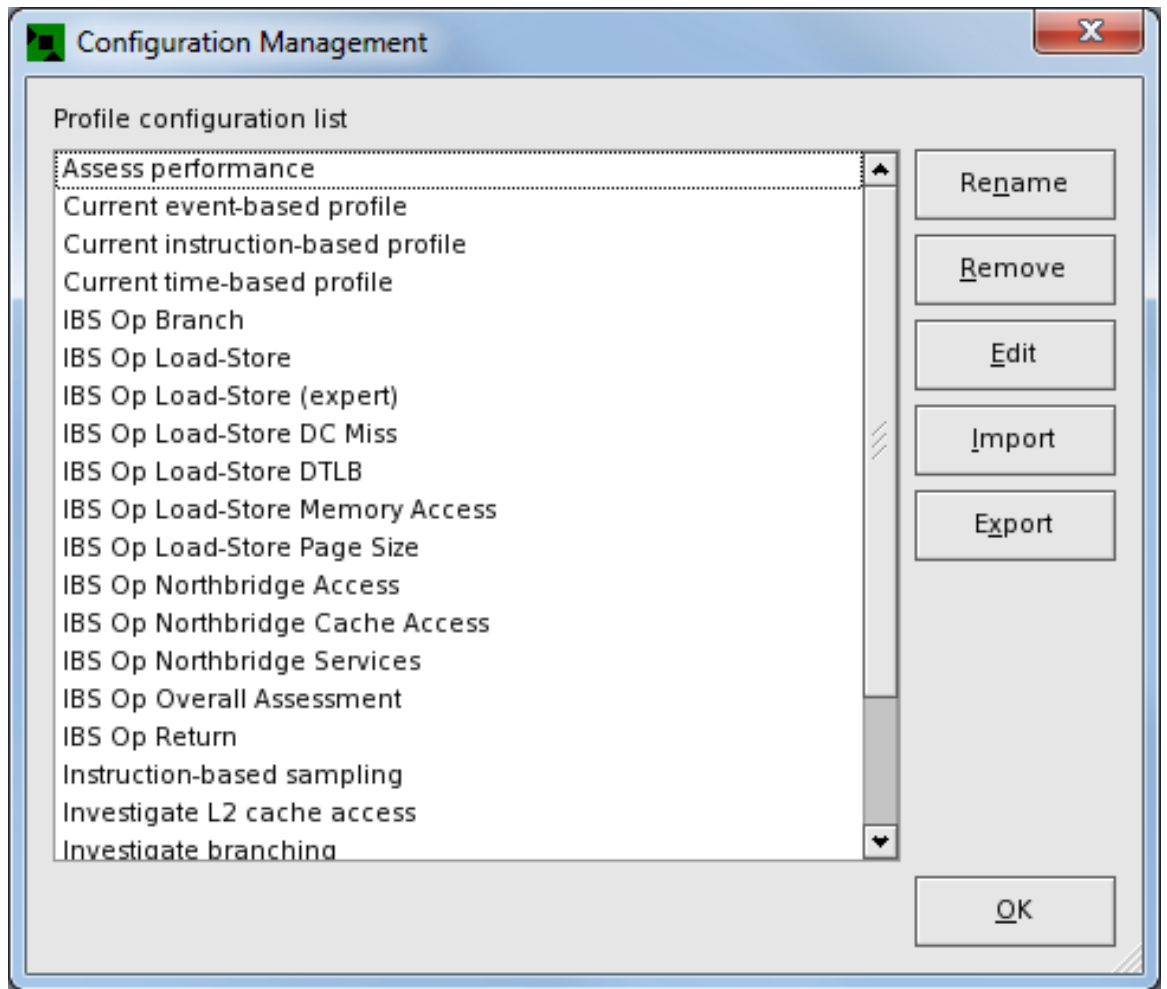 Configuration Management
Profile configuration list
Assess performance
Current event-based profile
Current instruction-based profile
Current time-based profile
IBS Op Branch
IBS Op Load-Store
IBS Op Load-Store (expert)
IBS Op Load-Store DC Miss
IBS Op Load-Store DTLB
IBS Op Load-Store Memory Access
IBS Op Load-Store Page Size
IBS Op Northbridge Access
IBS Op Northbridge Cache Access
IBS Op Northbridge Services
IBS Op Overall Assessment
IBS Op Return
Instruction-based sampling
Investigate L2 cache access
Investigate branching
Rename
Remove
Edit
Import
Export
OK